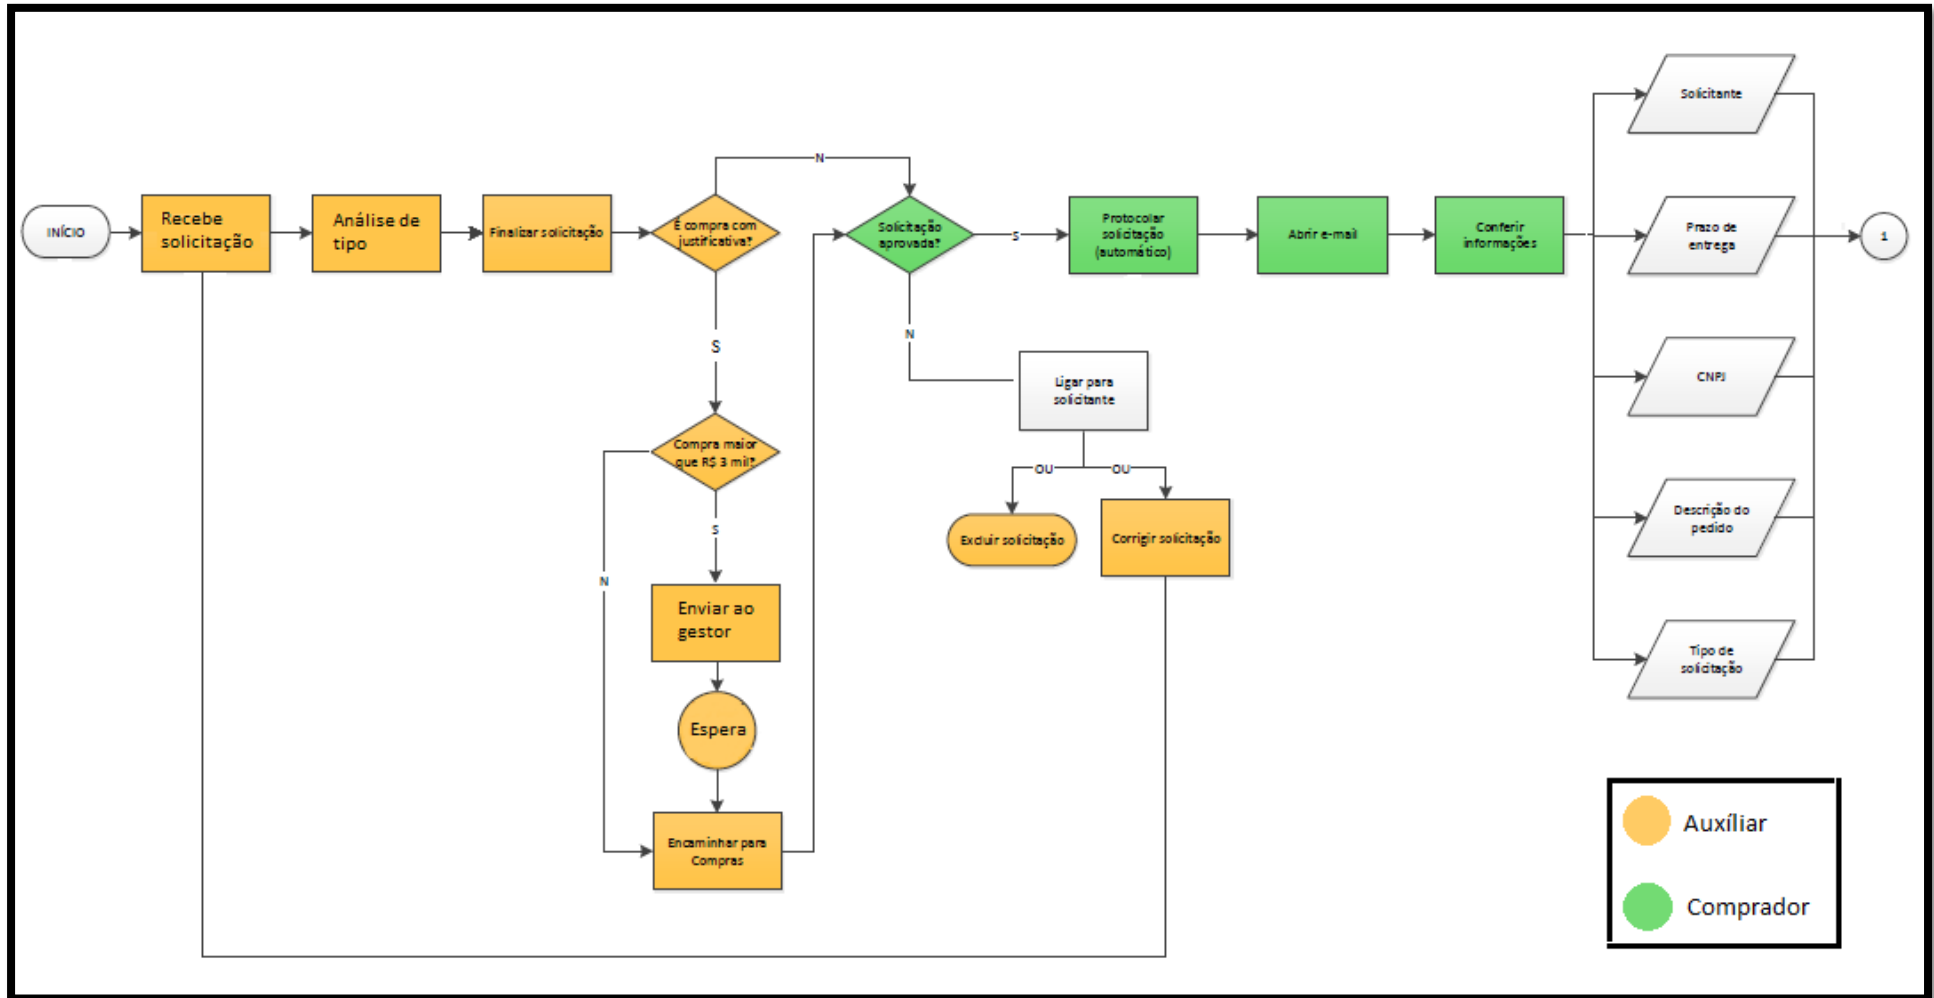 INÍCIO
Recebe
solicitação
Análise de
tipo
Finalizar solicitação
É compra com
justificativa?
N
S
Compra maior
que R$ 3 mil?
N
S
Enviar ao
gestor
Espera
Encaminhar para
Compras
Solicitação
aprovada?
S
N
Ligar para
solicitante
OU
OU
Excluir solicitação
Corrigir solicitação
Protocolar
solicitação
(automático)
Abrir e-mail
Conferir
informações
Solicitante
Prazo de
entrega
CNPJ
Descrição do
pedido
Tipo de
solicitação
1
Auxíliar
Comprador